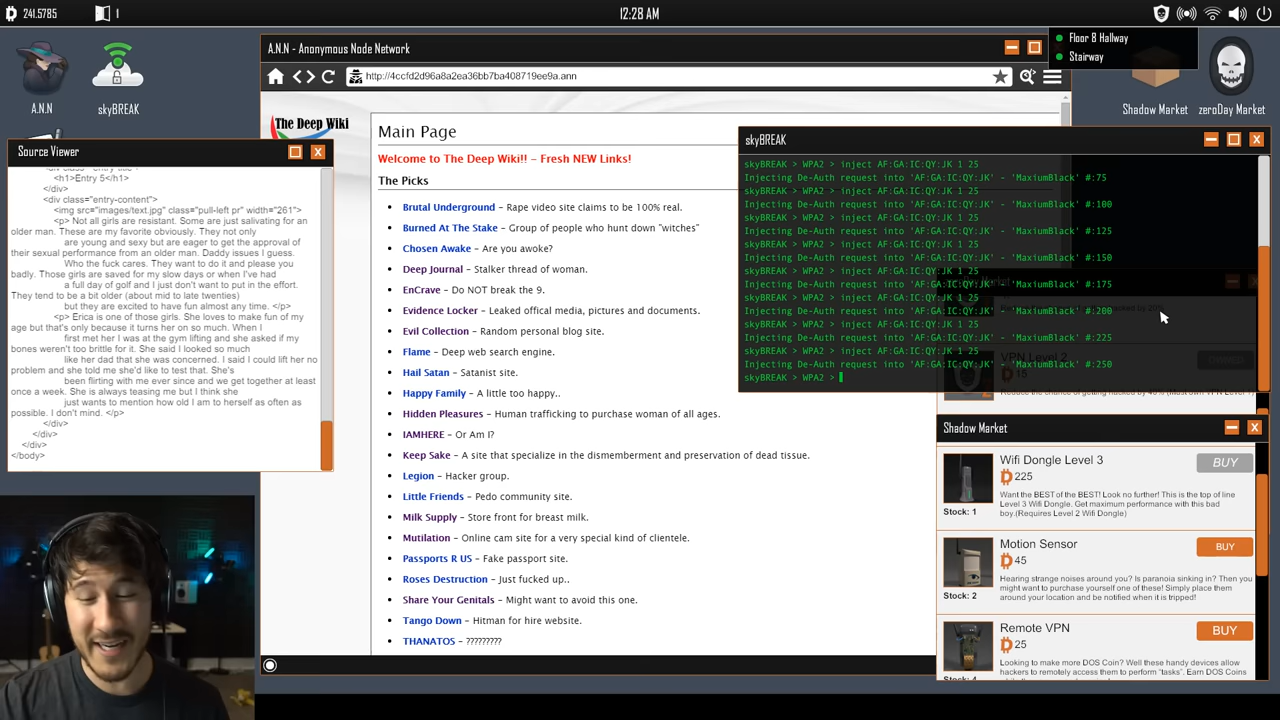 241.5785
1
12:28 AM
Floor 8 Hallway
Stairway
A.N.N
skyBREAK
Shadow Market
zeroDay Market
A.N.N - Anonymous Node Network
http://4ccfd2d96a8a2ea36bb7ba408719ee9a.ann
The Deep Wiki
Main Page
Welcome to The Deep Wiki!! - Fresh NEW Links!
The Picks
Brutal Underground - Rape video site claims to be 100% real.
Burned At The Stake - Group of people who hunt down "witches"
Chosen Awake - Are you awoke?
Deep Journal - Stalker thread of woman.
EnCrave - Do NOT break the 9.
Evidence Locker - Leaked offical media, pictures and documents.
Evil Collection - Random personal blog site.
Flame - Deep web search engine.
Hail Satan - Satanist site.
Happy Family - A little too happy..
Hidden Pleasures - Human trafficking to purchase woman of all ages.
IAMHERE - Or Am I?
Keep Sake - A site that specialize in the dismemberment and preservation of dead tissue.
Legion - Hacker group.
Little Friends - Pedo community site.
Milk Supply - Store front for breast milk.
Mutilation - Online cam site for a very special kind of clientele.
Passports R US - Fake passport site.
Roses Destruction - Just fucked up..
Share Your Genitals - Might want to avoid this one.
Tango Down - Hitman for hire website.
THANATOS - ?????????
Source Viewer
<h1>Entry 5</h1>
</div>
<div class="entry-content">
<img src="images/text.jpg" class="pull-left pr" width="261">
<p> Not all girls are resistant. Some are just salivating for an
older man. These are my favorite obviously. They not only
are young and sexy but are eager to get the approval of
their sexual performance from an older man. Daddy issues I guess.
Who the fuck cares. They want to do it and please you
badly. Those girls are saved for my slow days or when I've had
a full day of golf and I just don't want to put in the effort.
They tend to be a bit older (about mid to late twenties)
but they are excited to have fun almost any time. </p>
<p> Erica is one of those girls. She loves to make fun of my
age but that's only because it turns her on so much. When I
first met her I was at the gym lifting and she asked if my
bones weren't too brittle for it. She said I looked so much
like her dad that she was concerned. I said I could lift her no
problem and she told me she'd like to test that. She's
been flirting with me ever since and we get together at least
once a week. She is always teasing me but I think she
just wants to mention how old I am to herself as often as
possible. I don't mind. </p>
</div>
</div>
</div>
</body>
skyBREAK
skyBREAK > WPA2 > inject AF:GA:IC:QY:JK 1 25
Injecting De-Auth request into 'AF:GA:IC:QY:JK' - 'MaxiumBlack' #:75
skyBREAK > WPA2 > inject AF:GA:IC:QY:JK 1 25
Injecting De-Auth request into 'AF:GA:IC:QY:JK' - 'MaxiumBlack' #:100
skyBREAK > WPA2 > inject AF:GA:IC:QY:JK 1 25
Injecting De-Auth request into 'AF:GA:IC:QY:JK' - 'MaxiumBlack' #:125
skyBREAK > WPA2 > inject AF:GA:IC:QY:JK 1 25
Injecting De-Auth request into 'AF:GA:IC:QY:JK' - 'MaxiumBlack' #:150
skyBREAK > WPA2 > inject AF:GA:IC:QY:JK 1 25
Injecting De-Auth request into 'AF:GA:IC:QY:JK' - 'MaxiumBlack' #:175
skyBREAK > WPA2 > inject AF:GA:IC:QY:JK 1 25
Injecting De-Auth request into 'AF:GA:IC:QY:JK' - 'MaxiumBlack' #:200
skyBREAK > WPA2 > inject AF:GA:IC:QY:JK 1 25
Injecting De-Auth request into 'AF:GA:IC:QY:JK' - 'MaxiumBlack' #:225
skyBREAK > WPA2 > inject AF:GA:IC:QY:JK 1 25
Injecting De-Auth request into 'AF:GA:IC:QY:JK' - 'MaxiumBlack' #:250
skyBREAK > WPA2 >
VPN Level 2
Shadow Market
Wifi Dongle Level 3
BUY
225
Want the BEST of the BEST! Look no further! This is the top of line
Level 3 Wifi Dongle. Get maximum performance with this bad
boy.(Requires Level 2 Wifi Dongle)
Stock: 1
Motion Sensor
BUY
45
Hearing strange noises around you? Is paranoia sinking in? Then you
might want to purchase yourself one of these! Simply place them
around your location and be notified when it is tripped!
Stock: 2
Remote VPN
BUY
25
Looking to make more DOS Coin? Well these handy devices allow
hackers to remotely access them to perform "tasks". Earn DOS Coins